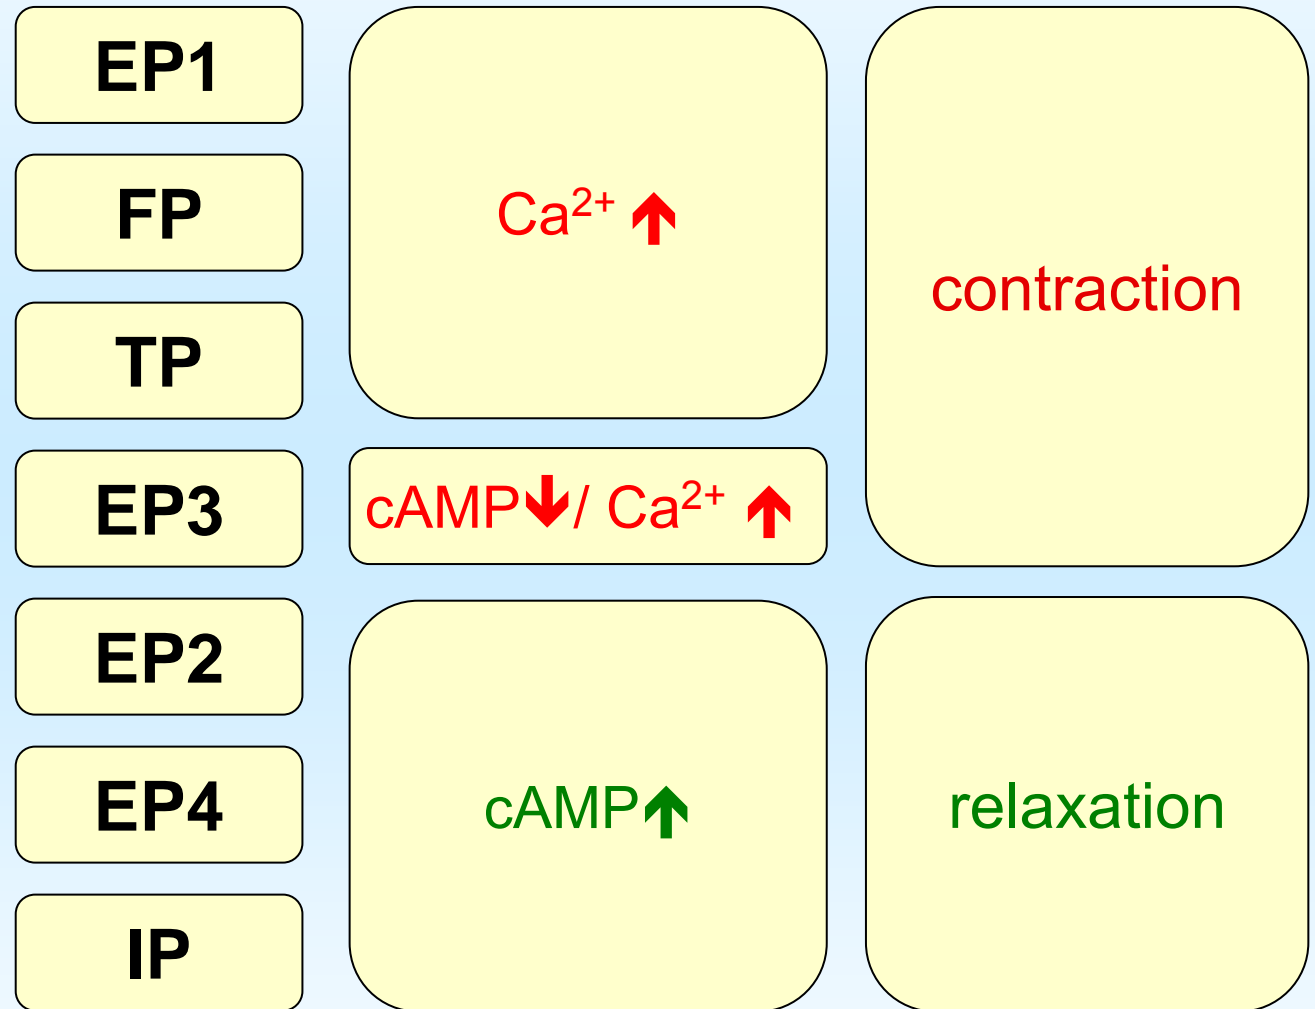 EP1
FP
TP
EP3
EP2
EP4
IP
Ca²⁺ ↑
cAMP↓/ Ca²⁺ ↑
cAMP↑
contraction
relaxation